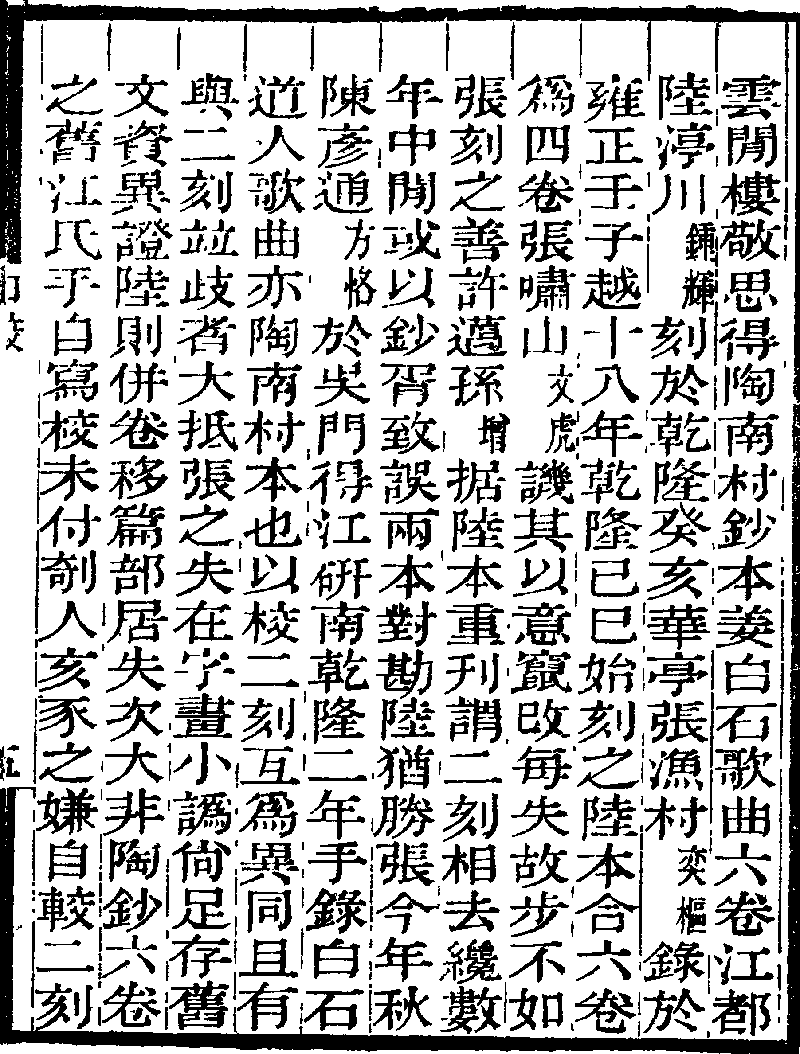 雲閒樓敬思得陶南村鈔本姜白石歌曲六卷江都
陸渟川鍾輝刻於乾隆癸亥華亭張漁村奕樞錄於
雍正壬子越十八年乾隆己巳始刻之陸本合六卷
爲四卷張嘯山文虎譏其以意竄改每失故步不如
張刻之善許邁孫增据陸本重刊謂二刻相去纔數
年中閒或以鈔胥致誤兩本對勘陸猶勝張今年秋
陳彥通方恪於吳門得江硏南乾隆二年手錄白石
道人歌曲亦陶南村本也以校二刻互爲異同且有
與二刻竝歧者大抵張之失在字畫小譌尙足存舊
文資異證陸則併卷移篇部居失次大非陶鈔六卷
之舊江氏乎自寫校未付剞人亥豕之嫌自較二刻